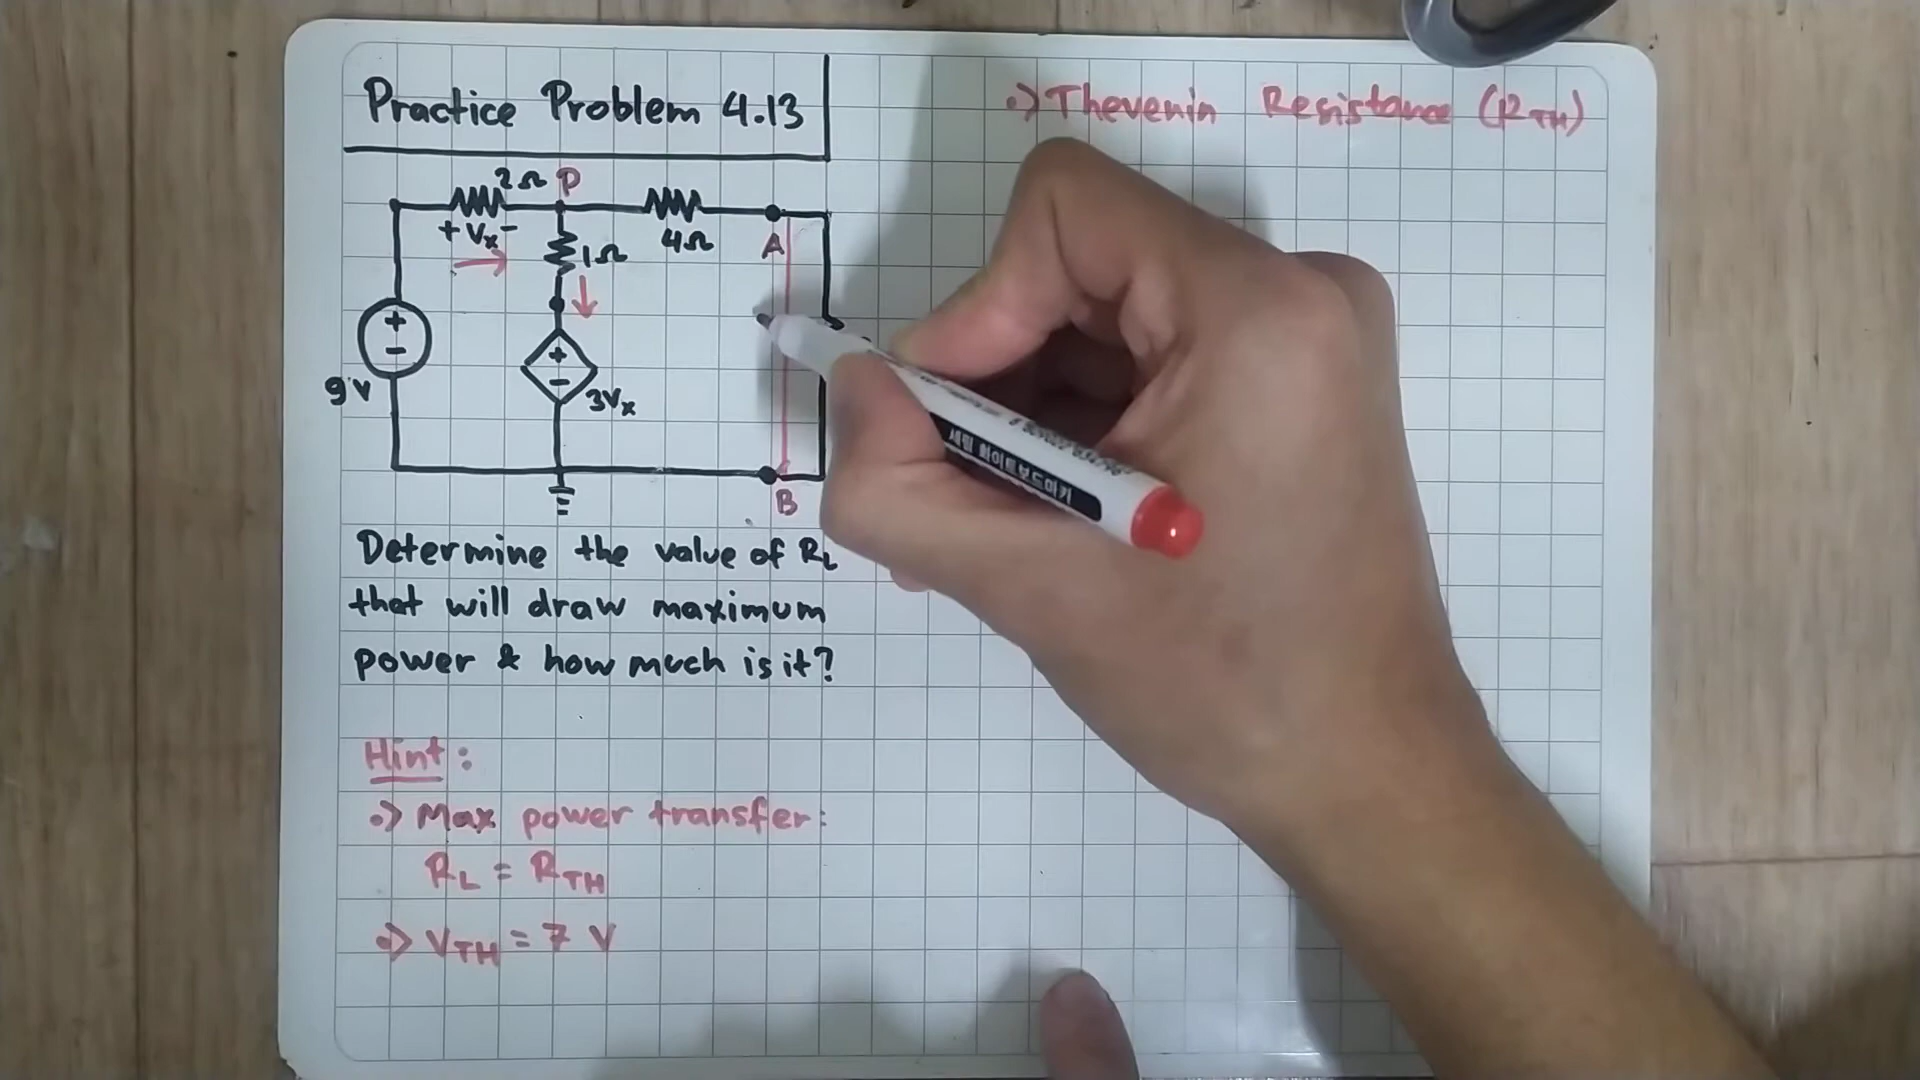 Practice Problem 4.13
•) Thevenin Resistance (RTH)
2Ω P
+ Vx -
4Ω
A
1Ω
+
-
9V
+
-
3Vx
B
Determine the value of RL
that will draw maximum
power & how much is it?
Hint:
•) Max power transfer:
RL = RTH
•) VTH = 7 V